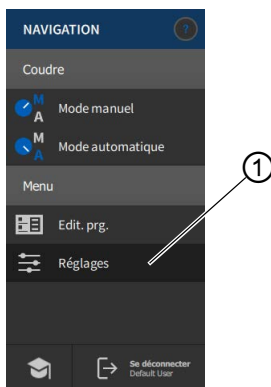 NAVIGATION ?
Coudre
M
A Mode manuel
M
A Mode automatique
Menu
Edit. prg.
Réglages
1
Se déconnecter
Default User